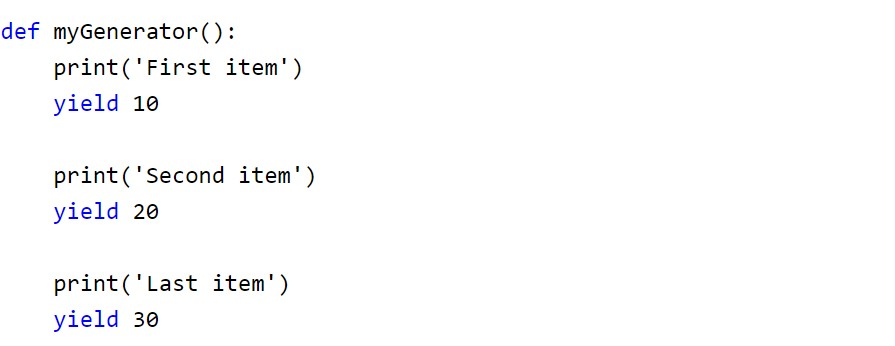 def myGenerator():
    print('First item')
    yield 10
    print('Second item')
    yield 20
    print('Last item')
    yield 30